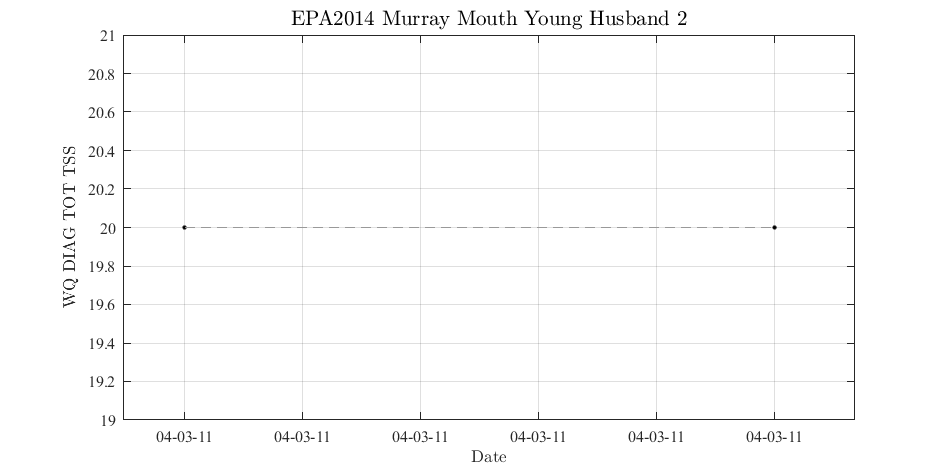 EPA2014 Murray Mouth Young Husband 2
WQ DIAG TOT TSS
21
20.8
20.6
20.4
20.2
20
19.8
19.6
19.4
19.2
19
04-03-11 04-03-11 04-03-11 04-03-11 04-03-11 04-03-11
Date